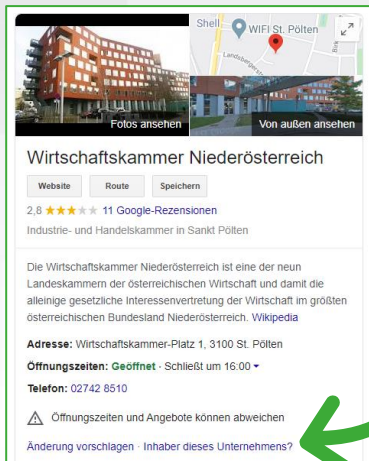 Shell
WIFI St. Pölten
Landsbergerstr
Fotos ansehen
Von außen ansehen
Wirtschaftskammer Niederösterreich
Website Route Speichern
2,8 ★★★★★ 11 Google-Rezensionen
Industrie- und Handelskammer in Sankt Pölten
Die Wirtschaftskammer Niederösterreich ist eine der neun
Landeskammern der österreichischen Wirtschaft und damit die
alleinige gesetzliche Interessenvertretung der Wirtschaft im größten
österreichischen Bundesland Niederösterreich. Wikipedia
Adresse: Wirtschaftskammer-Platz 1, 3100 St. Pölten
Öffnungszeiten: Geöffnet · Schließt um 16:00
Telefon: 02742 8510
Öffnungszeiten und Angebote können abweichen
Änderung vorschlagen · Inhaber dieses Unternehmens?